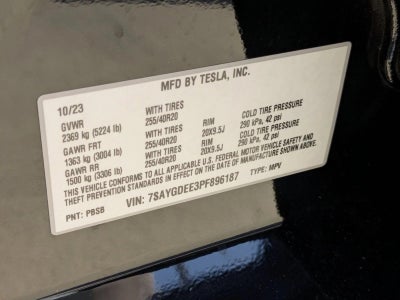 MFD BY TESLA, INC.
10/23
GVWR
2369 kg (5224 lb)
GAWR FRT WITH TIRES RIM COLD TIRE PRESSURE
1363 kg (3004 lb) 255/40R20 20X9.5J 290 kPa, 42 psi
GAWR RR WITH TIRES RIM COLD TIRE PRESSURE
1500 kg (3306 lb) 255/40R20 20X9.5J 290 kPa, 42 psi
THIS VEHICLE CONFORMS TO ALL APPLICABLE U.S. FEDERAL MOTOR VEHICLE SAFETY AND
THEFT PREVENTION STANDARDS IN EFFECT ON THE DATE OF MANUFACTURE SHOWN ABOVE.
PNT: PBSB VIN: 7SAYGDEE3PF896187 TYPE: MPV